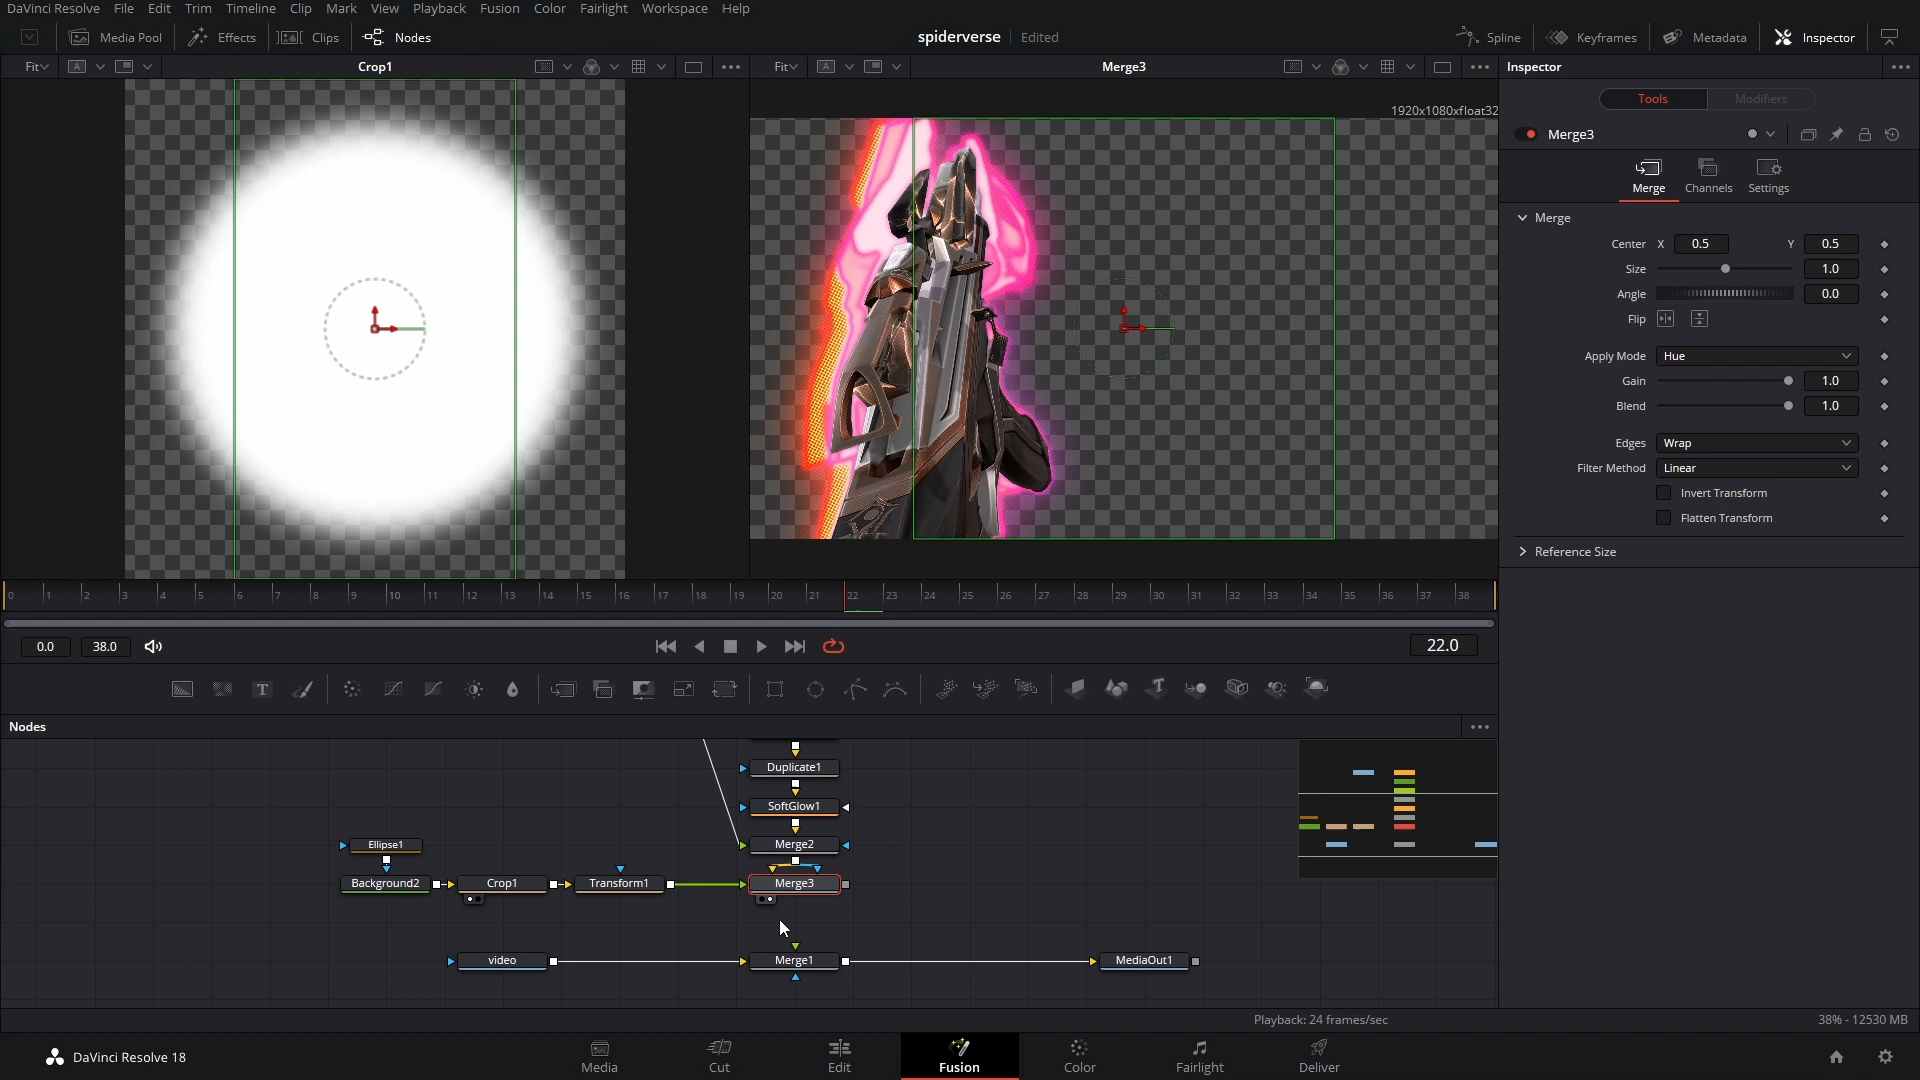 DaVinci Resolve File Edit Trim Timeline Clip Mark View Playback Fusion Color Fairlight Workspace Help
Media Pool Effects Clips Nodes spiderverse Edited Spline Keyframes Metadata Inspector
Fit A Crop1 Fit A Merge3 Inspector
1920x1080xfloat32
Tools Modifiers
Merge3
Merge Channels Settings
Merge
Center X 0.5 Y 0.5
Size 1.0
Angle 0.0
Flip
Apply Mode Hue
Gain 1.0
Blend 1.0
Edges Wrap
Filter Method Linear
Invert Transform
Flatten Transform
Reference Size
0 1 2 3 4 5 6 7 8 9 10 11 12 13 14 15 16 17 18 19 20 21 22 23 24 25 26 27 28 29 30 31 32 33 34 35 36 37 38
0.0 38.0 22.0
T T
Nodes
Duplicate1
SoftGlow1
Ellipse1 Merge2
Background2 Crop1 Transform1 Merge3
video Merge1 MediaOut1
Playback: 24 frames/sec 38% - 12530 MB
DaVinci Resolve 18 Media Cut Edit Fusion Color Fairlight Deliver